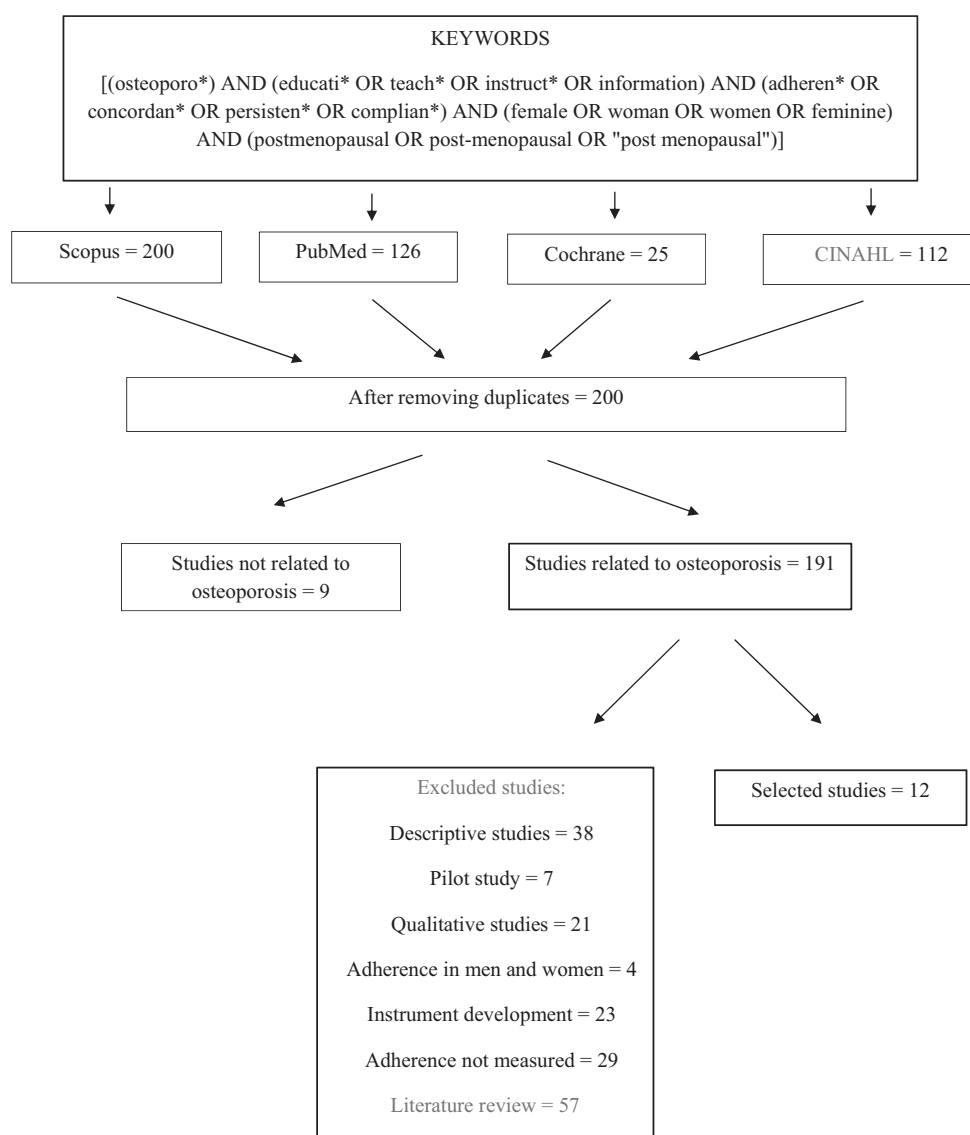 KEYWORDS
[(osteoporo*) AND (educati* OR teach* OR instruct* OR information) AND (adheren* OR
concordan* OR persisten* OR complian*) AND (female OR woman OR women OR feminine)
AND (postmenopausal OR post-menopausal OR "post menopausal")]
Scopus = 200
PubMed = 126
Cochrane = 25
CINAHL = 112
After removing duplicates = 200
Studies not related to
osteoporosis = 9
Studies related to osteoporosis = 191
Excluded studies:
Descriptive studies = 38
Pilot study = 7
Qualitative studies = 21
Adherence in men and women = 4
Instrument development = 23
Adherence not measured = 29
Literature review = 57
Selected studies = 12